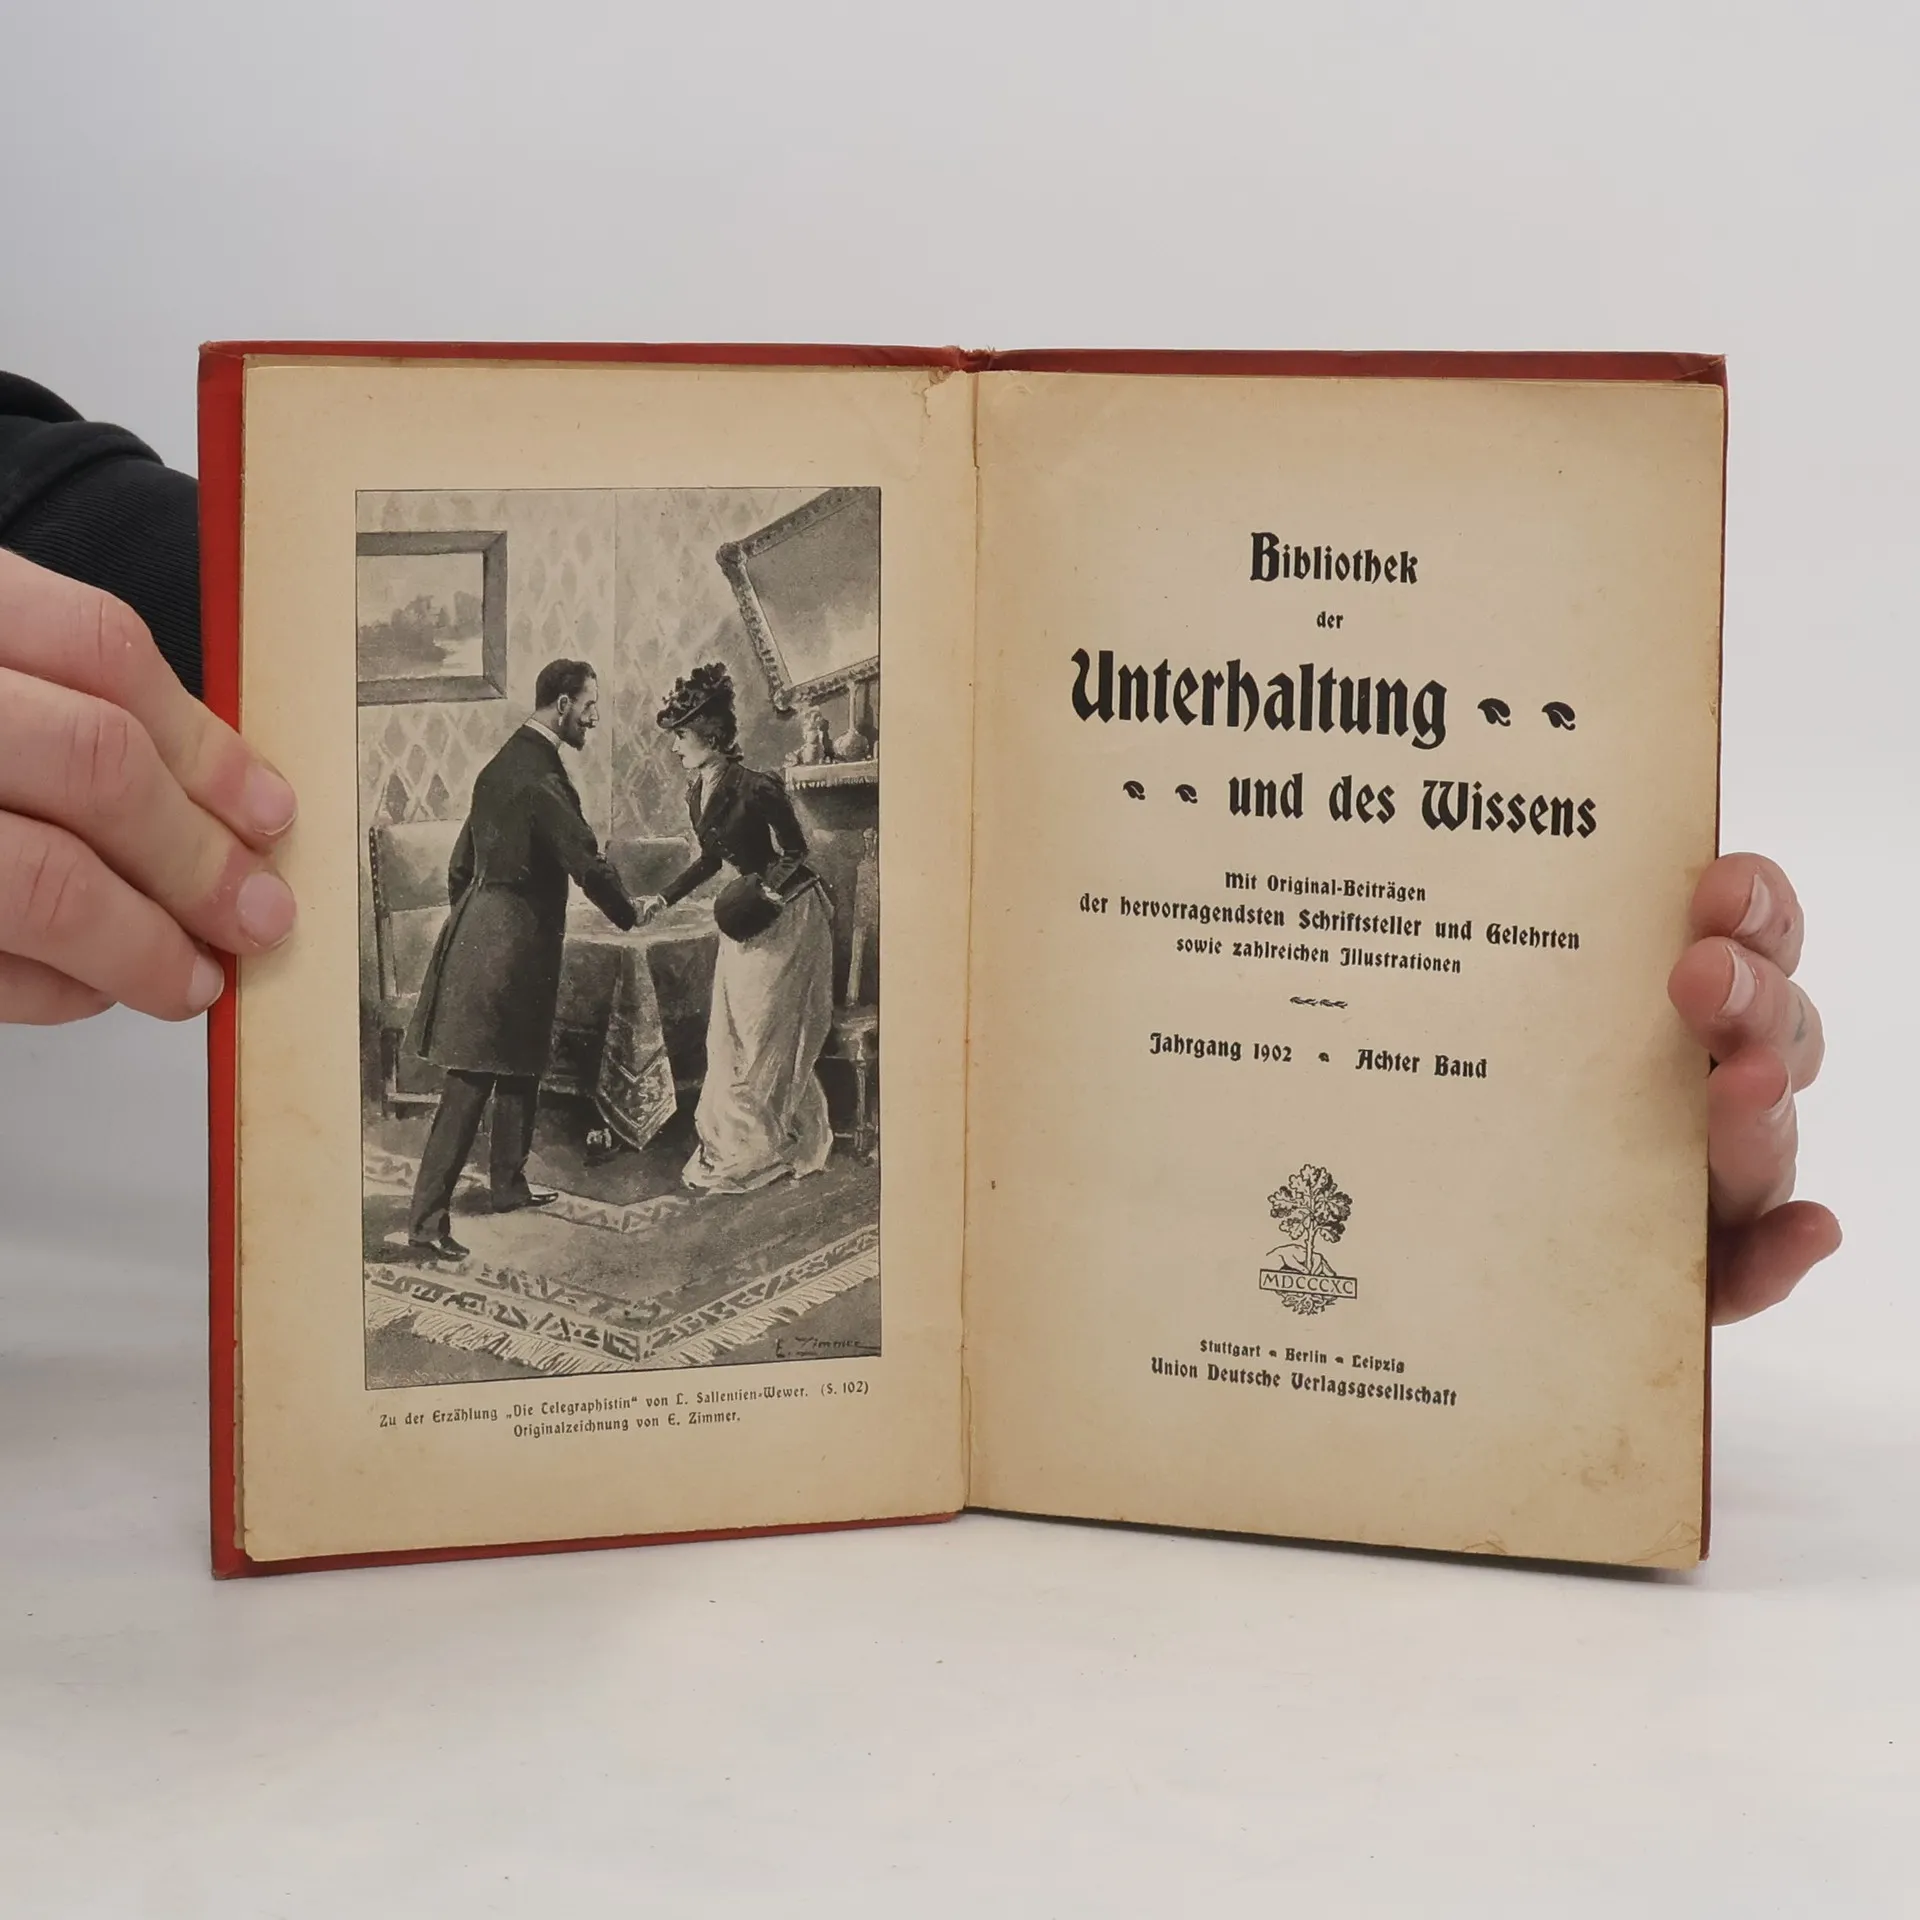 E. Zimmer
Zu der Erzählung „Die Telegraphistin“ von L. Sallentien-Wewer. (S. 102)
Originalzeichnung von E. Zimmer.
Bibliothek
der
Unterhaltung
und des Wissens
Mit Original-Beiträgen
der hervorragendsten Schriftsteller und Gelehrten
sowie zahlreichen Illustrationen
Jahrgang 1902 Achter Band
MDCCCXC
Stuttgart Berlin Leipzig
Union Deutsche Verlagsgesellschaft